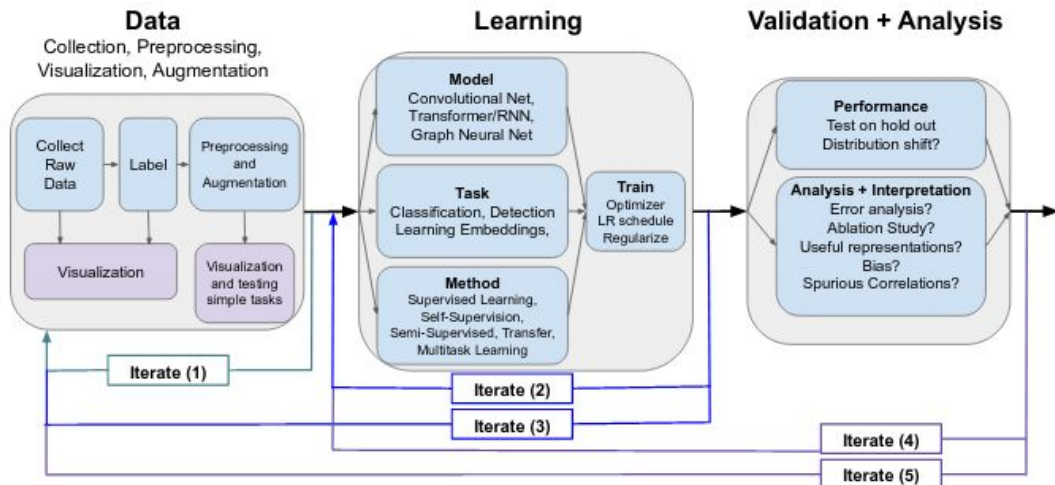 Data
Collection, Preprocessing,
Visualization, Augmentation
Collect
Raw
Data
Label
Preprocessing
and
Augmentation
Visualization
Visualization
and testing
simple tasks
Learning
Model
Convolutional Net,
Transformer/RNN,
Graph Neural Net
Task
Classification, Detection
Learning Embeddings,
Method
Supervised Learning,
Self-Supervision,
Semi-Supervised, Transfer,
Multitask Learning
Train
Optimizer
LR schedule
Regularize
Validation + Analysis
Performance
Test on hold out
Distribution shift?
Analysis + Interpretation
Error analysis?
Ablation Study?
Useful representations?
Bias?
Spurious Correlations?
Iterate (1)
Iterate (2)
Iterate (3)
Iterate (4)
Iterate (5)